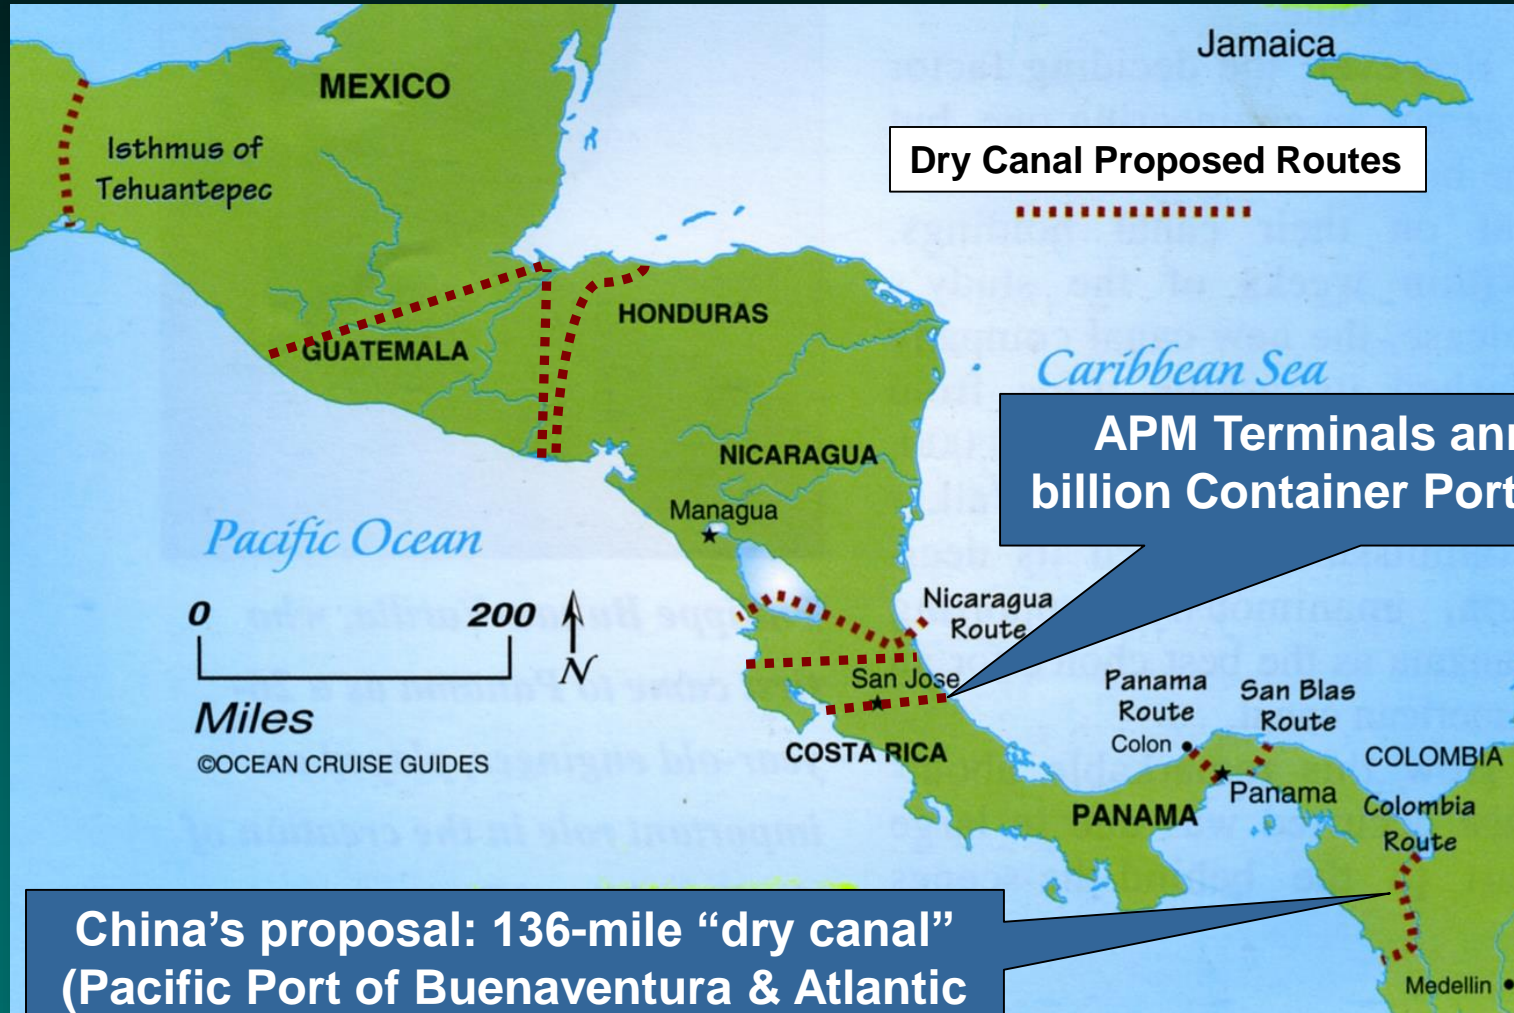 Jamaica
MEXICO
Isthmus of
Tehuantepec
Dry Canal Proposed Routes
HONDURAS
GUATEMALA
Caribbean Sea
APM Terminals ann
billion Container Port
NICARAGUA
Managua
Pacific Ocean
0 200
N
Miles
©OCEAN CRUISE GUIDES
Nicaragua
Route
San Jose
COSTA RICA
Panama
Route
Colon
San Blas
Route
COLOMBIA
PANAMA
Panama
Colombia
Route
Medellin
China’s proposal: 136-mile “dry canal”
(Pacific Port of Buenaventura & Atlantic